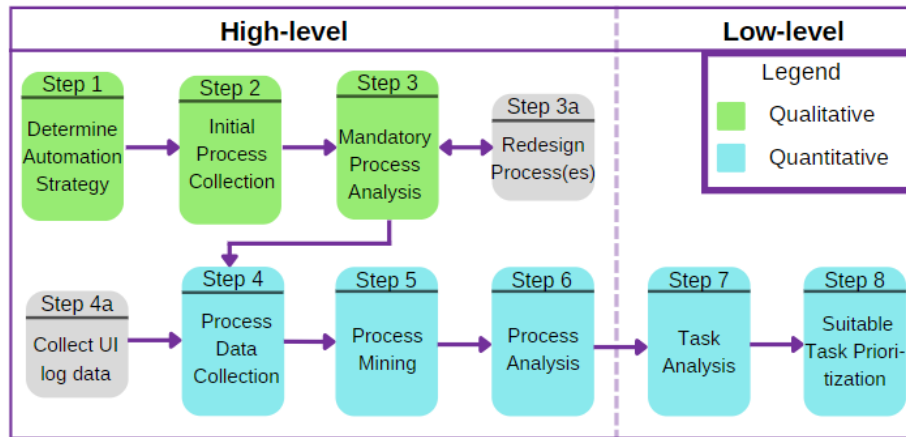 High-level
Low-level
Legend
Qualitative
Quantitative
Step 1
Determine
Automation
Strategy
Step 2
Initial
Process
Collection
Step 3
Mandatory
Process
Analysis
Step 3a
Redesign
Process(es)
Step 4a
Collect UI
log data
Step 4
Process
Data
Collection
Step 5
Process
Mining
Step 6
Process
Analysis
Step 7
Task
Analysis
Step 8
Suitable
Task Priori-
tization